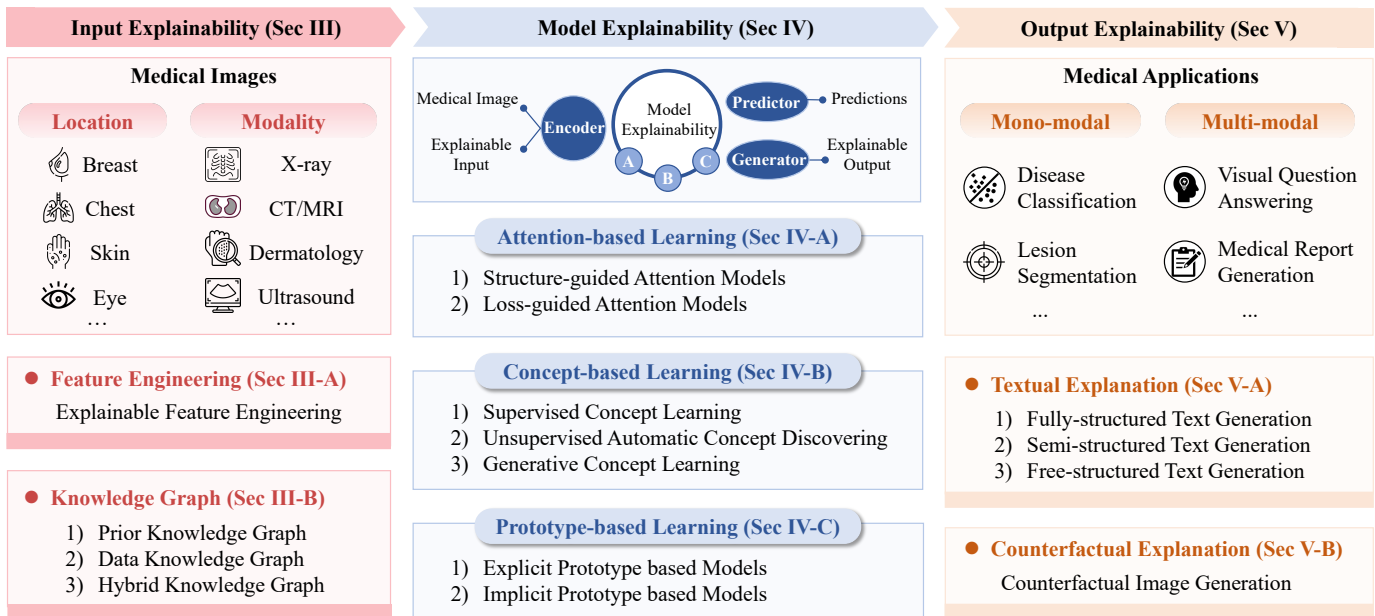 Input Explainability (Sec III)
Medical Images
Location
Modality
Breast
X-ray
Chest
CT/MRI
Skin
Dermatology
Eye
Ultrasound
...
...
Feature Engineering (Sec III-A)
Explainable Feature Engineering
Knowledge Graph (Sec III-B)
1) Prior Knowledge Graph
2) Data Knowledge Graph
3) Hybrid Knowledge Graph
Model Explainability (Sec IV)
Medical Image
Explainable
Input
Encoder
Model
Explainability
A
B
C
Predictor
Predictions
Generator
Explainable
Output
Attention-based Learning (Sec IV-A)
1) Structure-guided Attention Models
2) Loss-guided Attention Models
Concept-based Learning (Sec IV-B)
1) Supervised Concept Learning
2) Unsupervised Automatic Concept Discovering
3) Generative Concept Learning
Prototype-based Learning (Sec IV-C)
1) Explicit Prototype based Models
2) Implicit Prototype based Models
Output Explainability (Sec V)
Medical Applications
Mono-modal
Multi-modal
Disease
Classification
Visual Question
Answering
Lesion
Segmentation
Medical Report
Generation
...
...
Textual Explanation (Sec V-A)
1) Fully-structured Text Generation
2) Semi-structured Text Generation
3) Free-structured Text Generation
Counterfactual Explanation (Sec V-B)
Counterfactual Image Generation